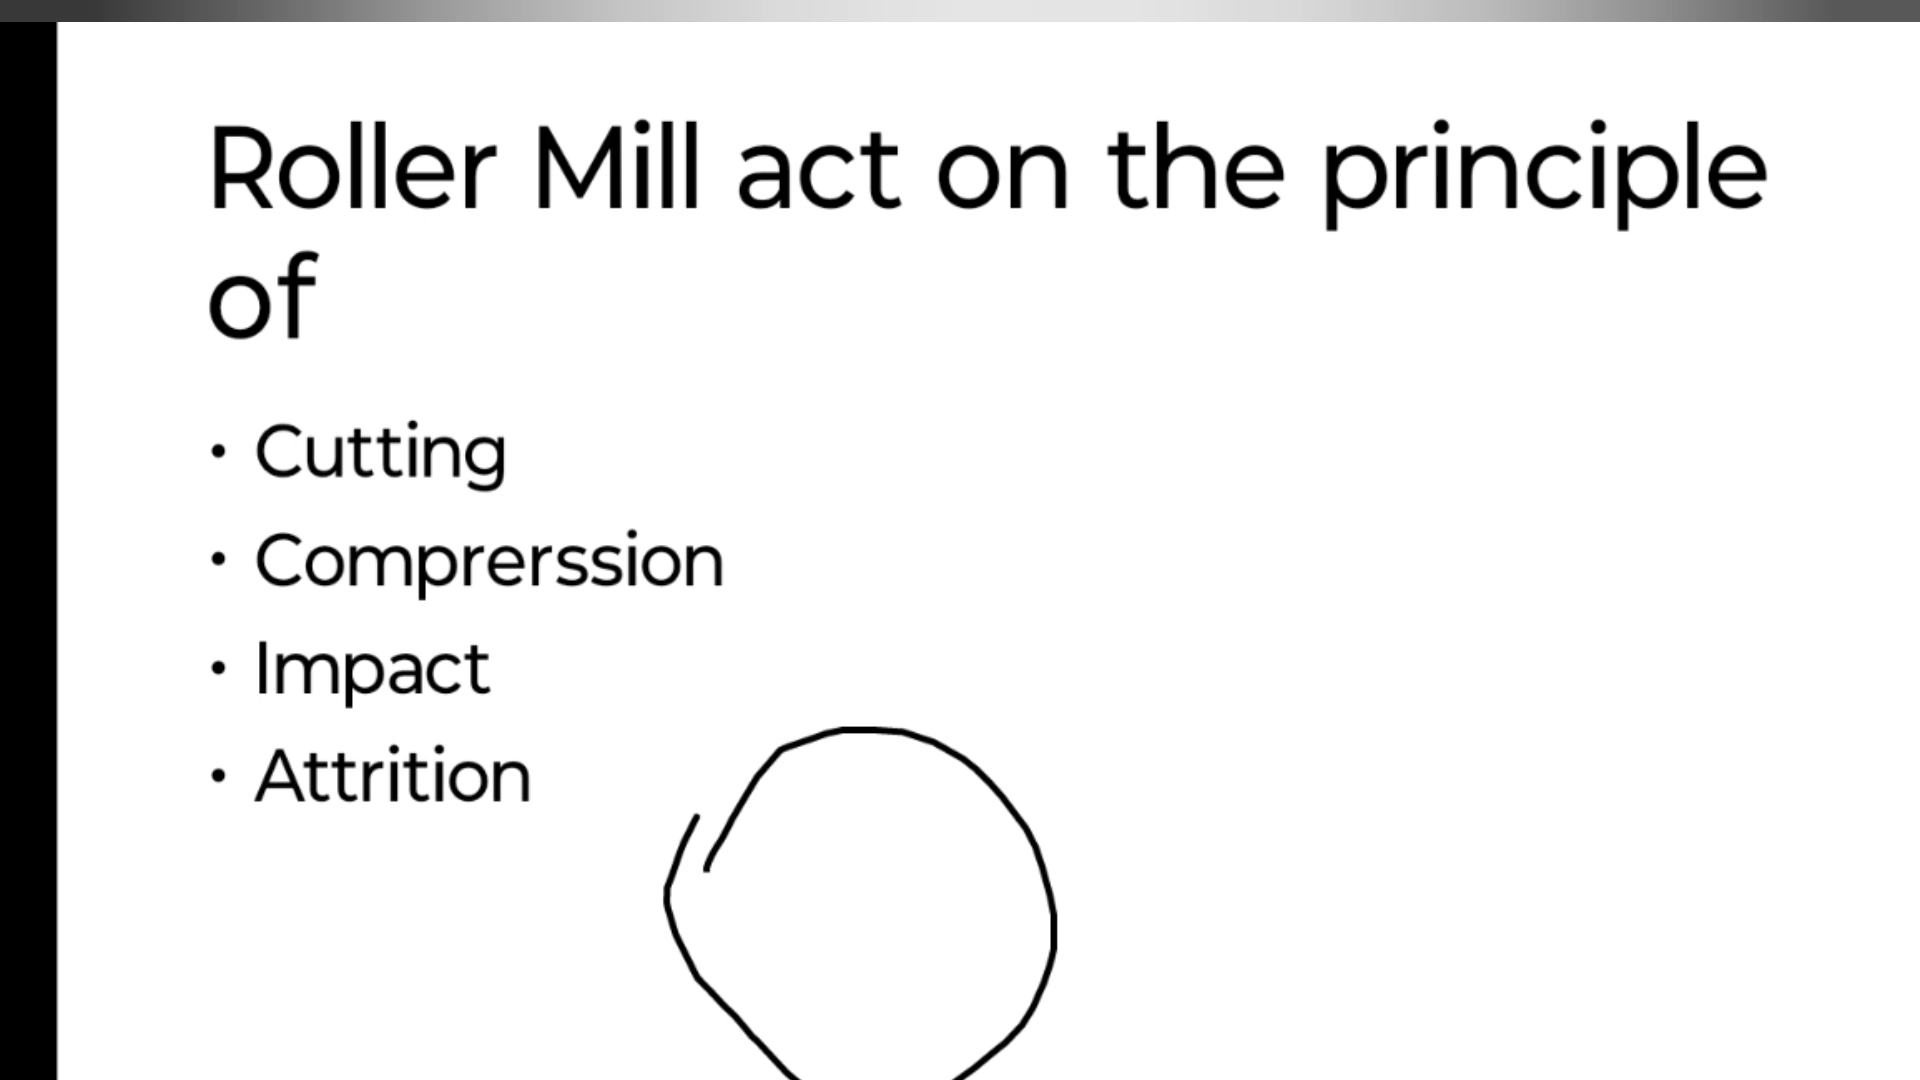 Roller Mill act on the principle
of
• Cutting
• Comprerssion
• Impact
• Attrition